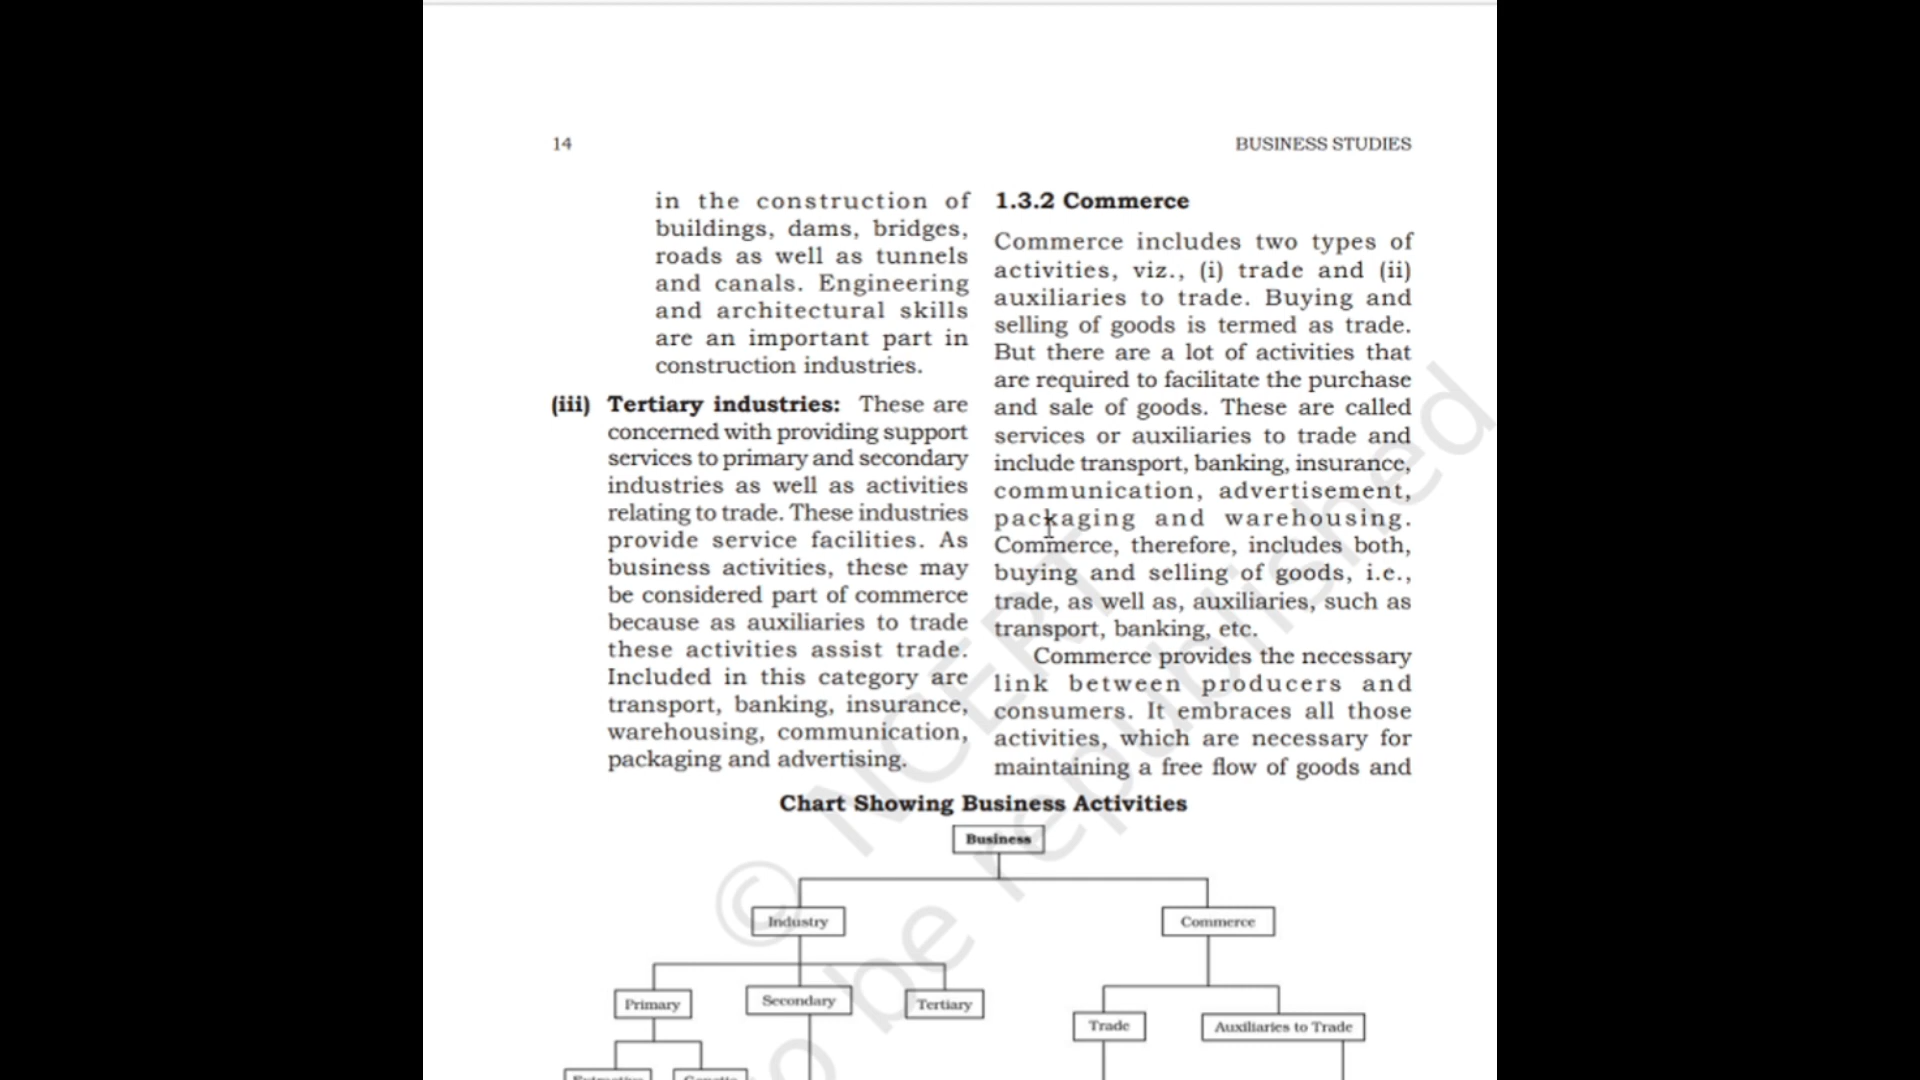 14
BUSINESS STUDIES
in the construction of
buildings, dams, bridges,
roads as well as tunnels
and canals. Engineering
and architectural skills
are an important part in
construction industries.
(iii) Tertiary industries: These are
concerned with providing support
services to primary and secondary
industries as well as activities
relating to trade. These industries
provide service facilities. As
business activities, these may
be considered part of commerce
because as auxiliaries to trade
these activities assist trade.
Included in this category are
transport, banking, insurance,
warehousing, communication,
packaging and advertising.
1.3.2 Commerce
Commerce includes two types of
activities, viz., (i) trade and (ii)
auxiliaries to trade. Buying and
selling of goods is termed as trade.
But there are a lot of activities that
are required to facilitate the purchase
and sale of goods. These are called
services or auxiliaries to trade and
include transport, banking, insurance,
communication, advertisement,
packaging and warehousing.
Commerce, therefore, includes both,
buying and selling of goods, i.e.,
trade, as well as, auxiliaries, such as
transport, banking, etc.
Commerce provides the necessary
link between producers and
consumers. It embraces all those
activities, which are necessary for
maintaining a free flow of goods and
Chart Showing Business Activities
Business
Industry
Commerce
Primary
Secondary
Tertiary
Trade
Auxiliaries to Trade
© NCERT
o be republished